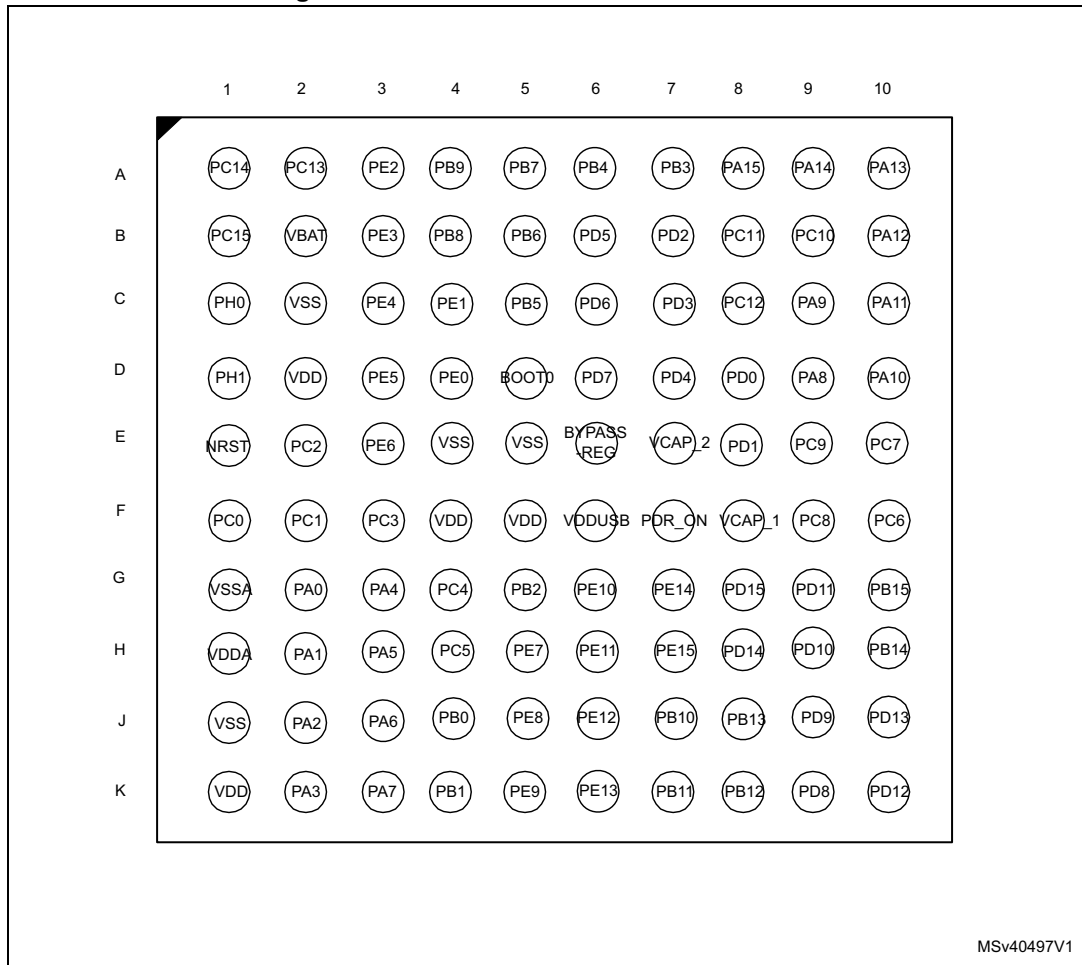 1 2 3 4 5 6 7 8 9 10
A PC14 PC13 PE2 PB9 PB7 PB4 PB3 PA15 PA14 PA13
B PC15 VBAT PE3 PB8 PB6 PD5 PD2 PC11 PC10 PA12
C PH0 VSS PE4 PE1 PB5 PD6 PD3 PC12 PA9 PA11
D PH1 VDD PE5 PE0 BOOT0 PD7 PD4 PD0 PA8 PA10
E NRST PC2 PE6 VSS VSS BYPASS -REG VCAP_2 PD1 PC9 PC7
F PC0 PC1 PC3 VDD VDD VDDUSB PDR_ON VCAP_1 PC8 PC6
G VSSA PA0 PA4 PC4 PB2 PE10 PE14 PD15 PD11 PB15
H VDDA PA1 PA5 PC5 PE7 PE11 PE15 PD14 PD10 PB14
J VSS PA2 PA6 PB0 PE8 PE12 PB10 PB13 PD9 PD13
K VDD PA3 PA7 PB1 PE9 PE13 PB11 PB12 PD8 PD12
MSv40497V1